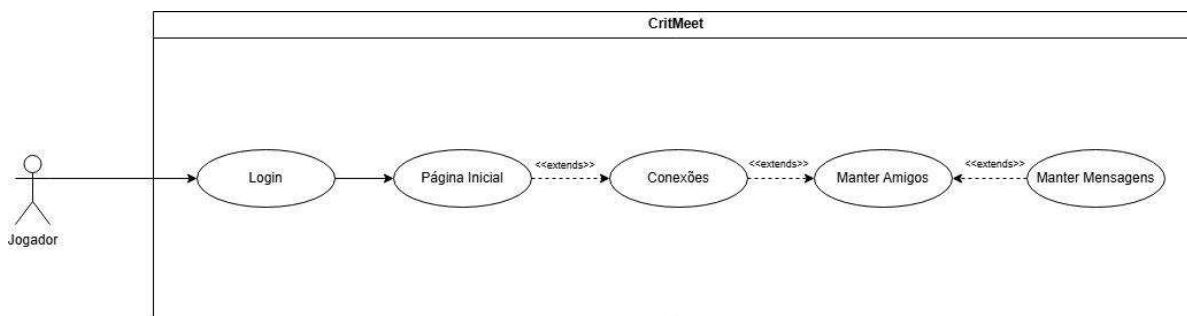 CritMeet
Jogador
Login
Página Inicial
<<extends>>
Conexões
<<extends>>
Manter Amigos
<<extends>>
Manter Mensagens